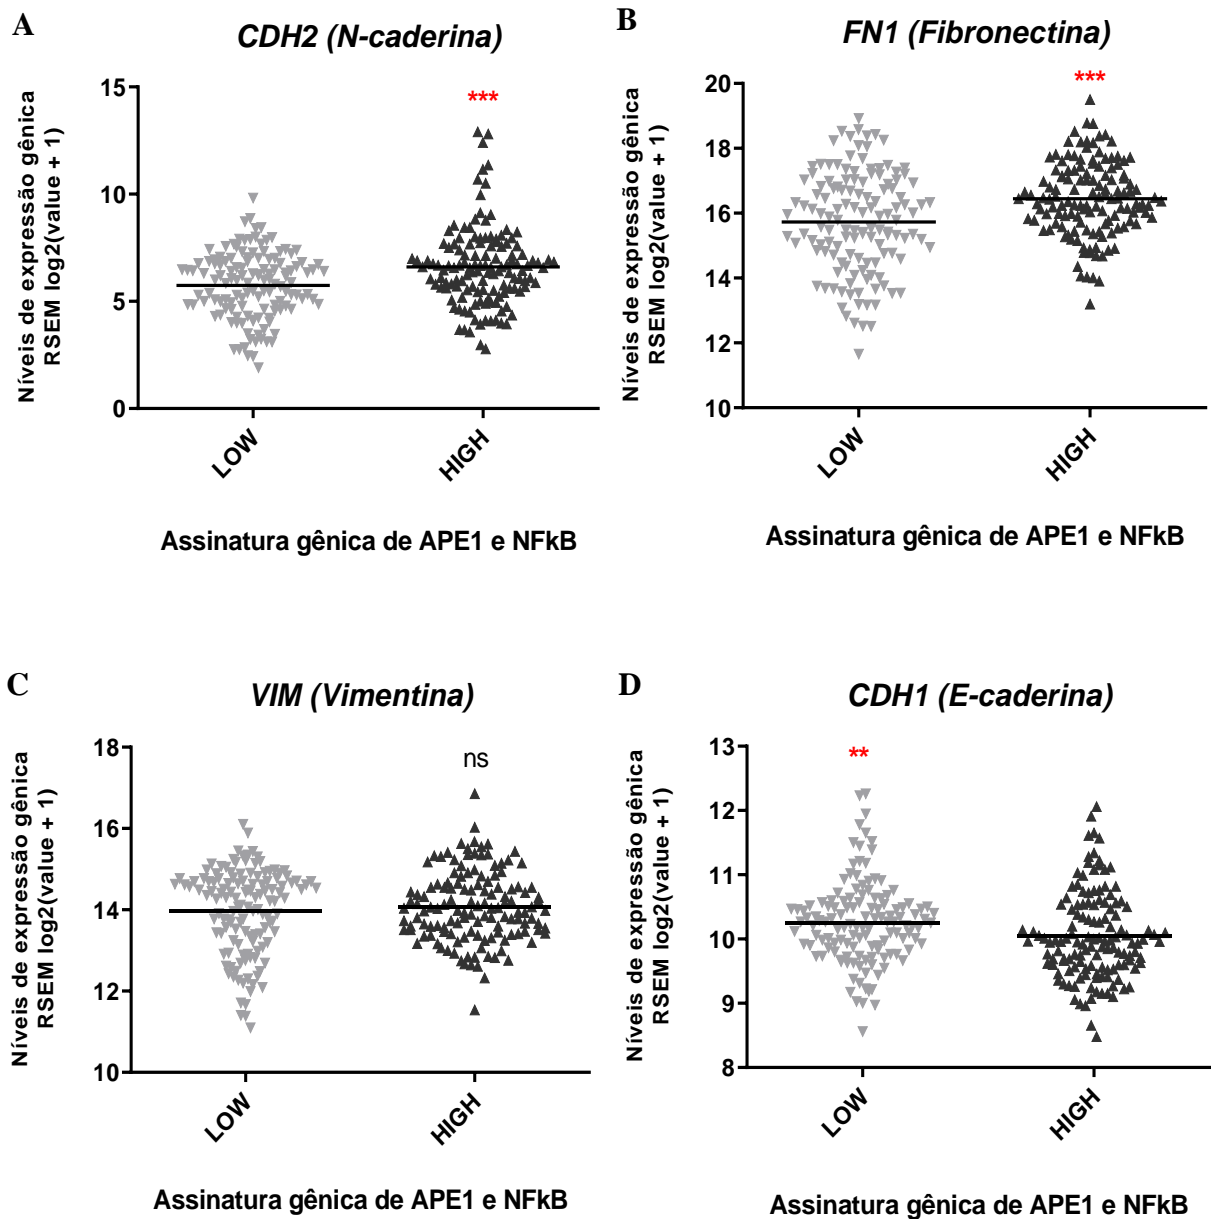 A
CDH2 (N-caderina)
Níveis de expressão gênica
RSEM log2(value + 1)
15
10
5
0
***
LOW
HIGH
Assinatura gênica de APE1 e NFkB
B
FN1 (Fibronectina)
Níveis de expressão gênica
RSEM log2(value + 1)
20
18
16
14
12
10
***
LOW
HIGH
Assinatura gênica de APE1 e NFkB
C
VIM (Vimentina)
Níveis de expressão gênica
RSEM log2(value + 1)
18
16
14
12
10
ns
LOW
HIGH
Assinatura gênica de APE1 e NFkB
D
CDH1 (E-caderina)
Níveis de expressão gênica
RSEM log2(value + 1)
13
12
11
10
9
8
**
LOW
HIGH
Assinatura gênica de APE1 e NFkB